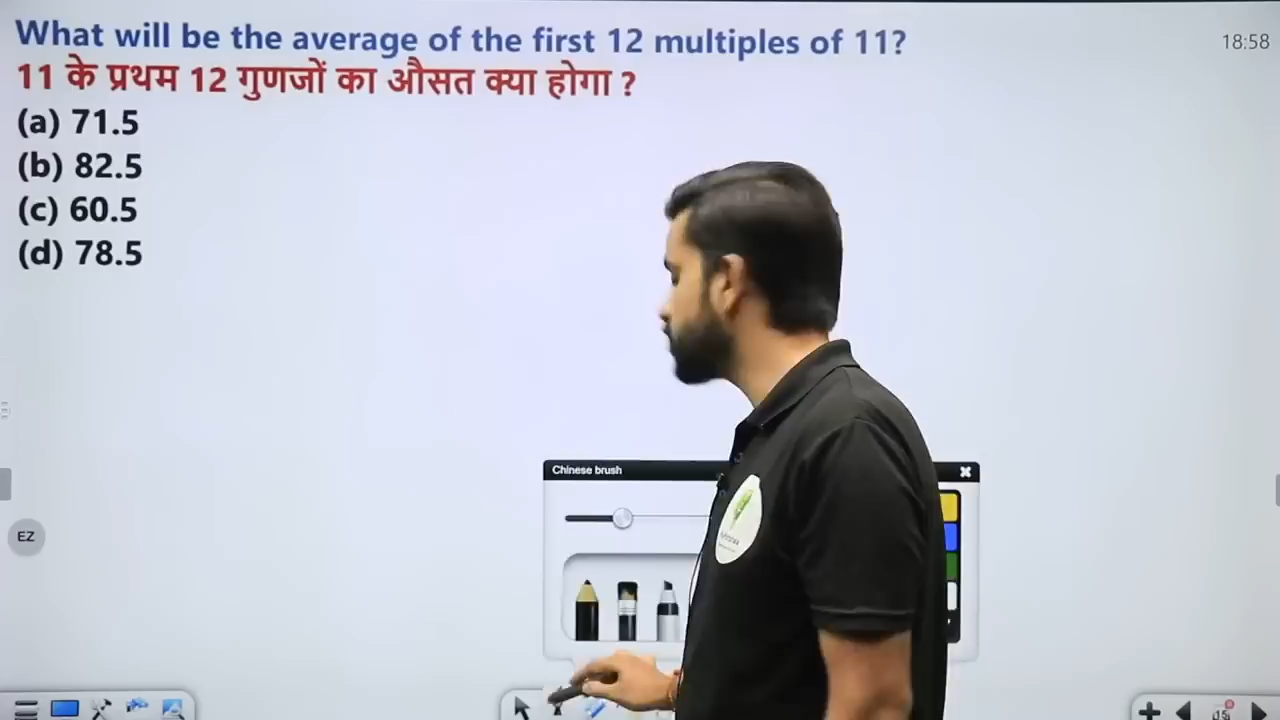 What will be the average of the first 12 multiples of 11?
18:58
11 के प्रथम 12 गुणजों का औसत क्या होगा ?
(a) 71.5
(b) 82.5
(c) 60.5
(d) 78.5
Chinese brush
EZ
15